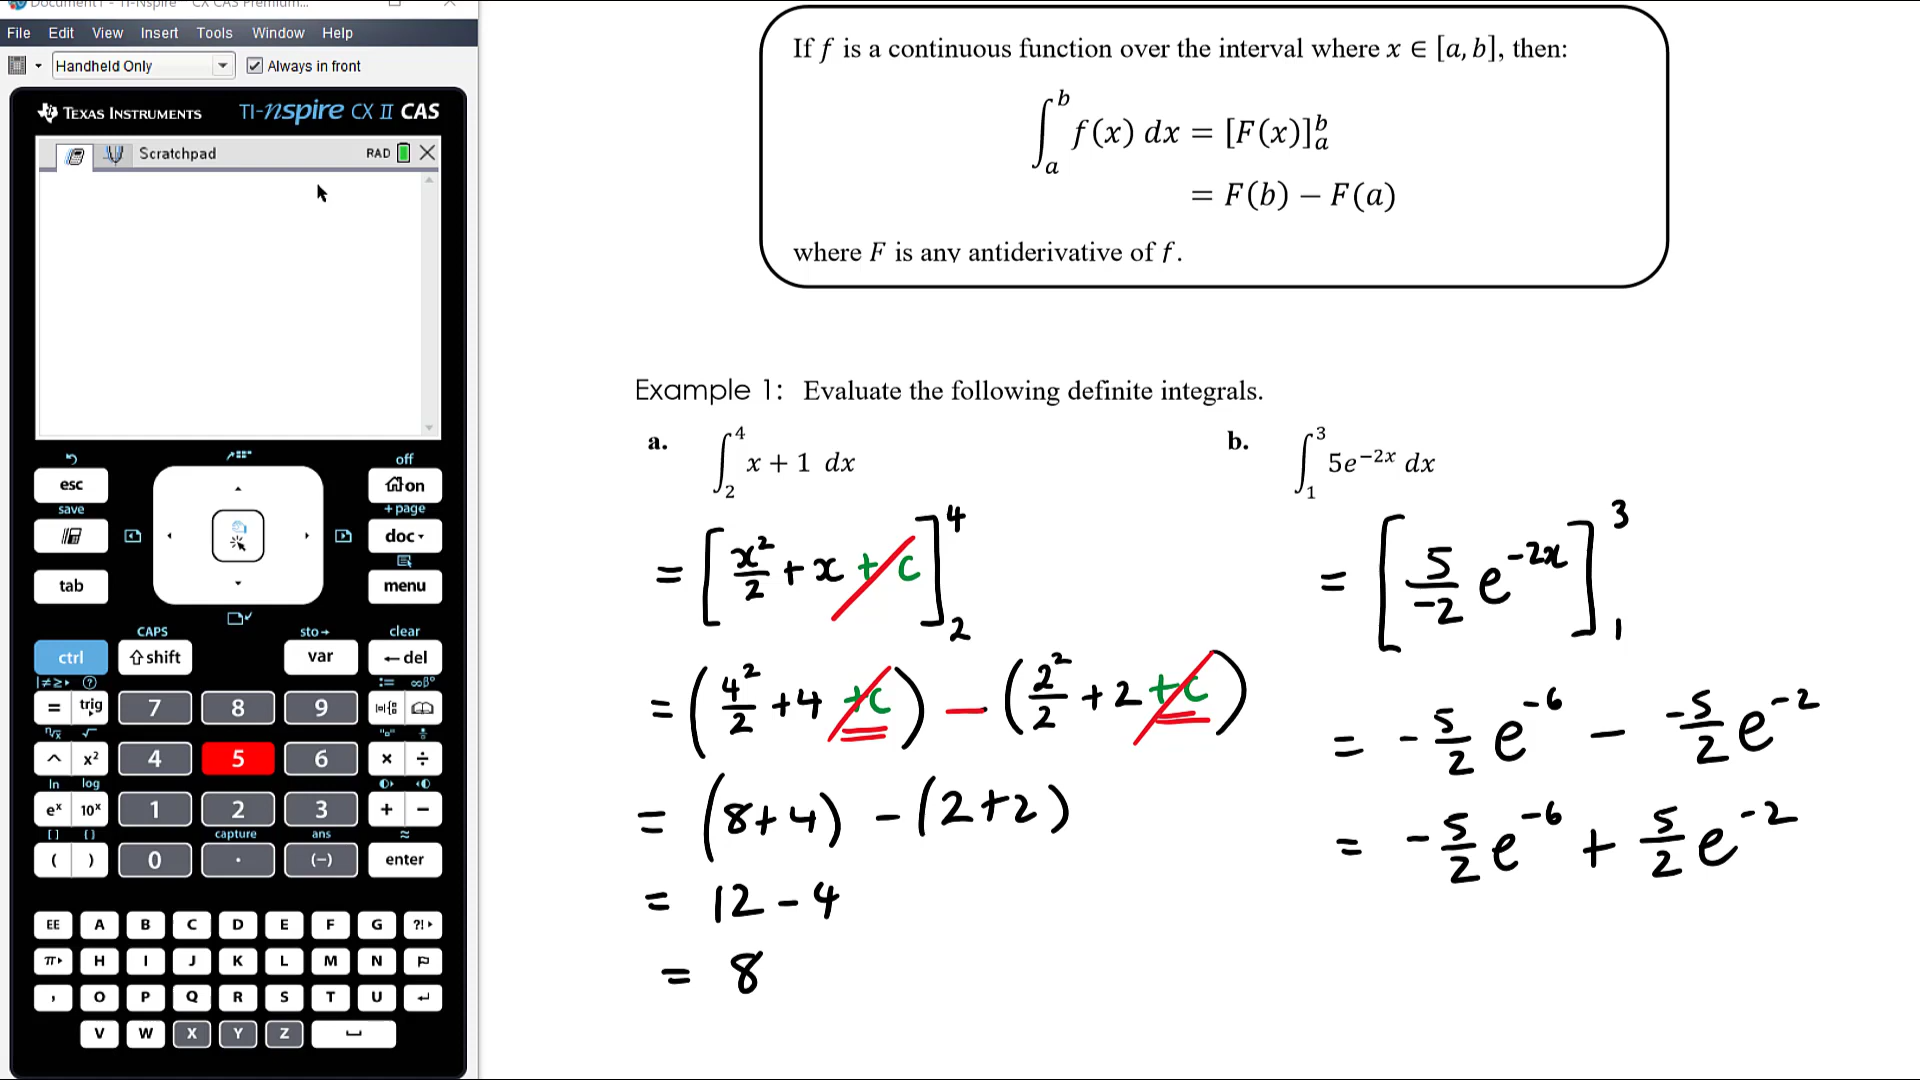 Document1 - TI-Nspire™ CX CAS Premium...
File Edit View Insert Tools Window Help
Handheld Only Always in front
TEXAS INSTRUMENTS TI-nspire CX II CAS
Scratchpad RAD
off
esc on
save + page
doc
tab menu
CAPS sto→ clear
ctrl ⇧shift var ←del
|≠≥▸ ? := ∞β°
= trig 7 8 9
^ x² 4 5 6 × ÷
ln log
eˣ 10ˣ 1 2 3 + −
[ ] { } capture ans ≈
( ) 0 . (−) enter
EE A B C D E F G ?!▸
π▸ H I J K L M N
, O P Q R S T U ↵
V W X Y Z
If f is a continuous function over the interval where x ∈ [a, b], then:
∫_a^b f(x) dx = [F(x)]_a^b
= F(b) − F(a)
where F is any antiderivative of f.
Example 1: Evaluate the following definite integrals.
a. ∫_2^4 x + 1 dx
= [x²/2 + x + c]_2^4
= (4²/2 + 4 + c) − (2²/2 + 2 + c)
= (8+4) − (2+2)
= 12 − 4
= 8
b. ∫_1^3 5e^{−2x} dx
= [5/−2 e^{−2x}]_1^3
= −5/2 e^{−6} − −5/2 e^{−2}
= −5/2 e^{−6} + 5/2 e^{−2}